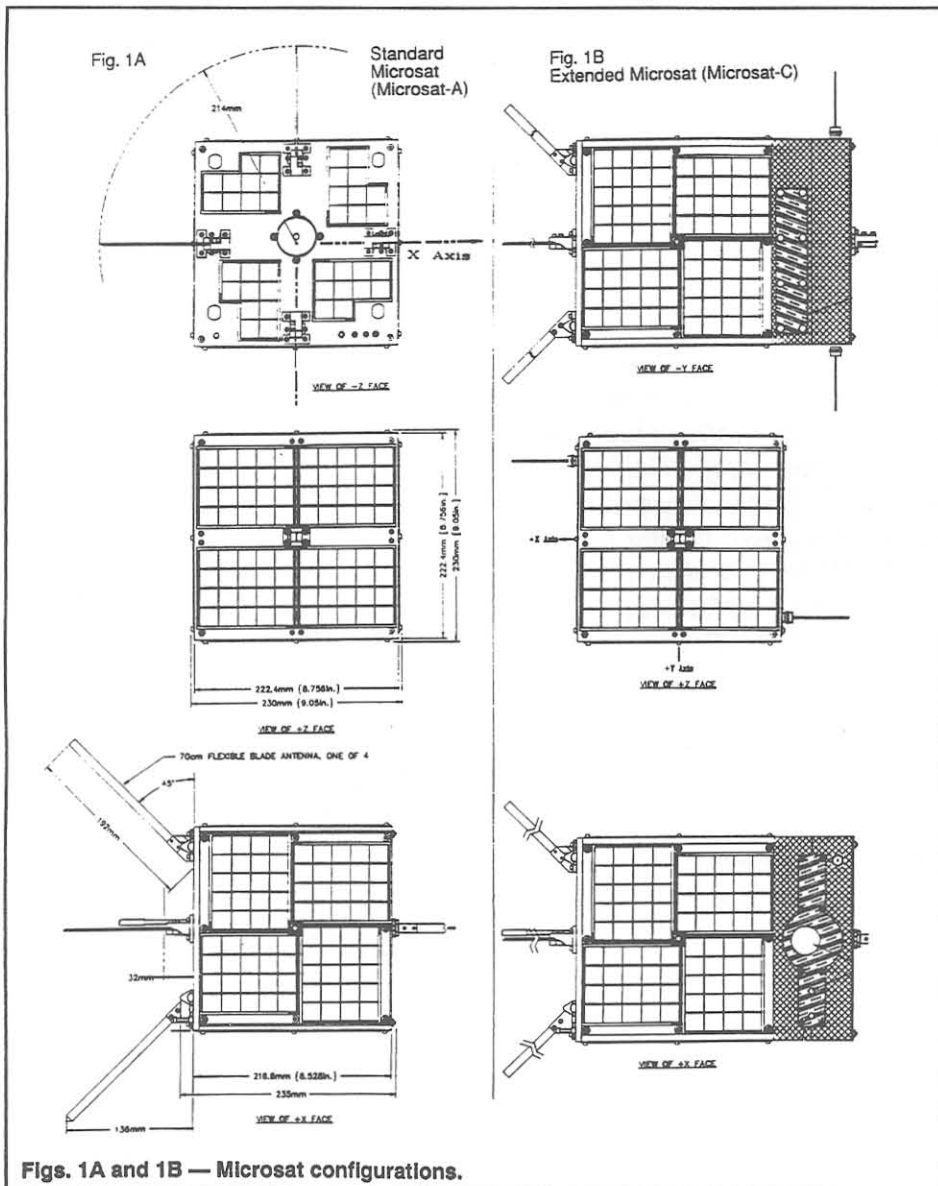 Fig. 1A
Standard
Microsat
(Microsat-A)
214mm
X Axis
VIEW OF -Z FACE
Fig. 1B
Extended Microsat (Microsat-C)
VIEW OF -Y FACE
222.4mm (8.756in.)
230mm (9.05in.)
222.4mm (8.756in.)
230mm (9.05in.)
VIEW OF +Z FACE
+X Axis
+Y Axis
VIEW OF +Z FACE
70cm FLEXIBLE BLADE ANTENNA, ONE OF 4
192mm
32mm
235mm
136mm
VIEW OF +X FACE
VIEW OF +X FACE
Figs. 1A and 1B — Microsat configurations.